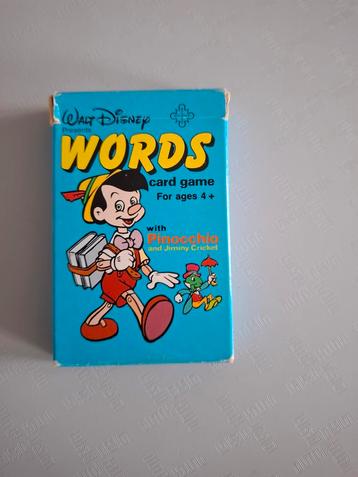 Walt Disney
Presents
WORDS
card game
For ages 4+
with
Pinocchio
and Jiminy Cricket